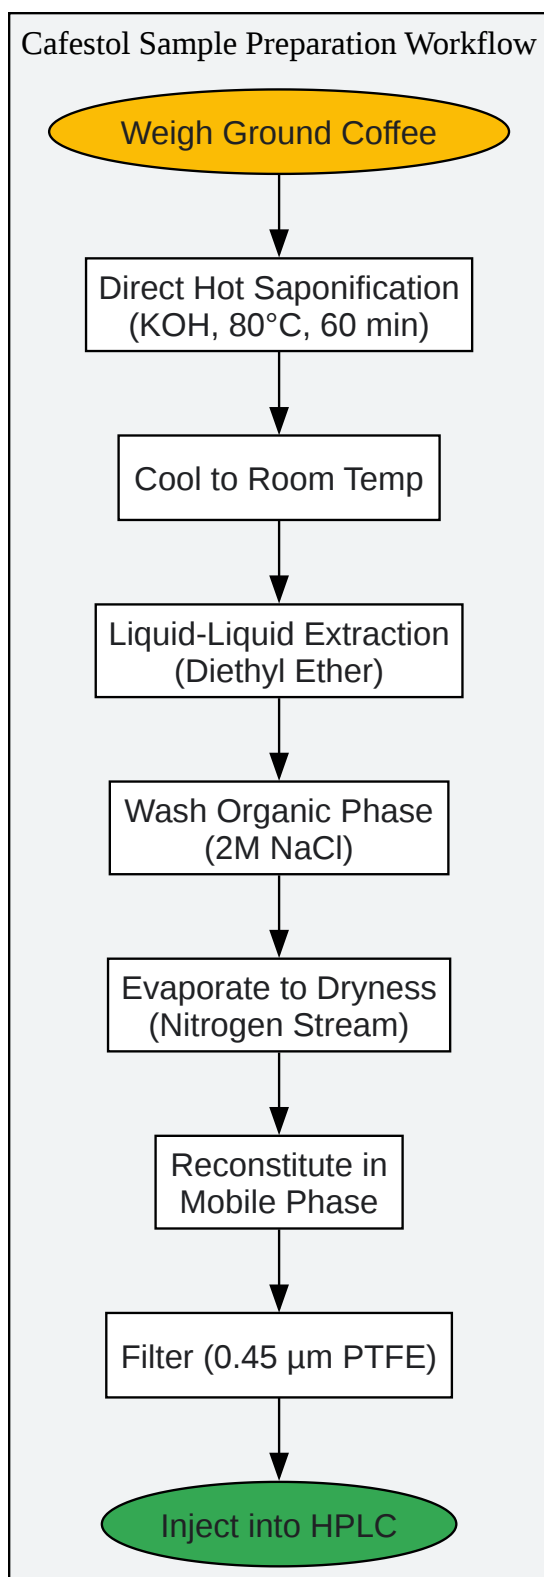 Cafestol Sample Preparation Workflow
Weigh Ground Coffee
Direct Hot Saponification
(KOH, 80°C, 60 min)
Cool to Room Temp
Liquid-Liquid Extraction
(Diethyl Ether)
Wash Organic Phase
(2M NaCl)
Evaporate to Dryness
(Nitrogen Stream)
Reconstitute in
Mobile Phase
Filter (0.45 µm PTFE)
Inject into HPLC